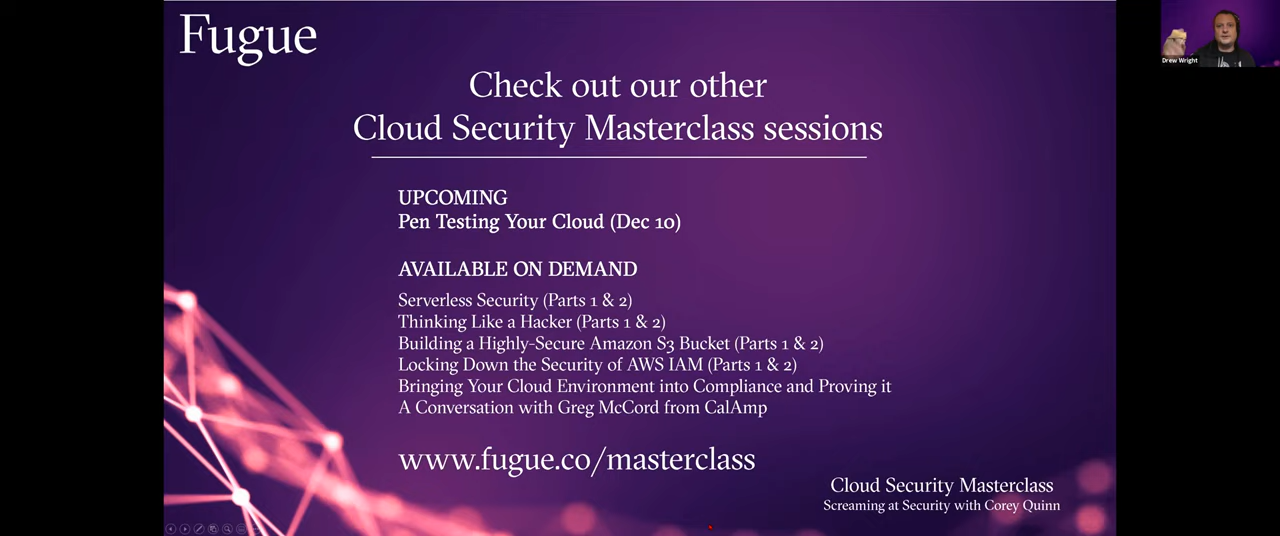 Fugue
Check out our other
Cloud Security Masterclass sessions
UPCOMING
Pen Testing Your Cloud (Dec 10)
AVAILABLE ON DEMAND
Serverless Security (Parts 1 & 2)
Thinking Like a Hacker (Parts 1 & 2)
Building a Highly-Secure Amazon S3 Bucket (Parts 1 & 2)
Locking Down the Security of AWS IAM (Parts 1 & 2)
Bringing Your Cloud Environment into Compliance and Proving it
A Conversation with Greg McCord from CalAmp
www.fugue.co/masterclass
Cloud Security Masterclass
Screaming at Security with Corey Quinn
Drew Wright